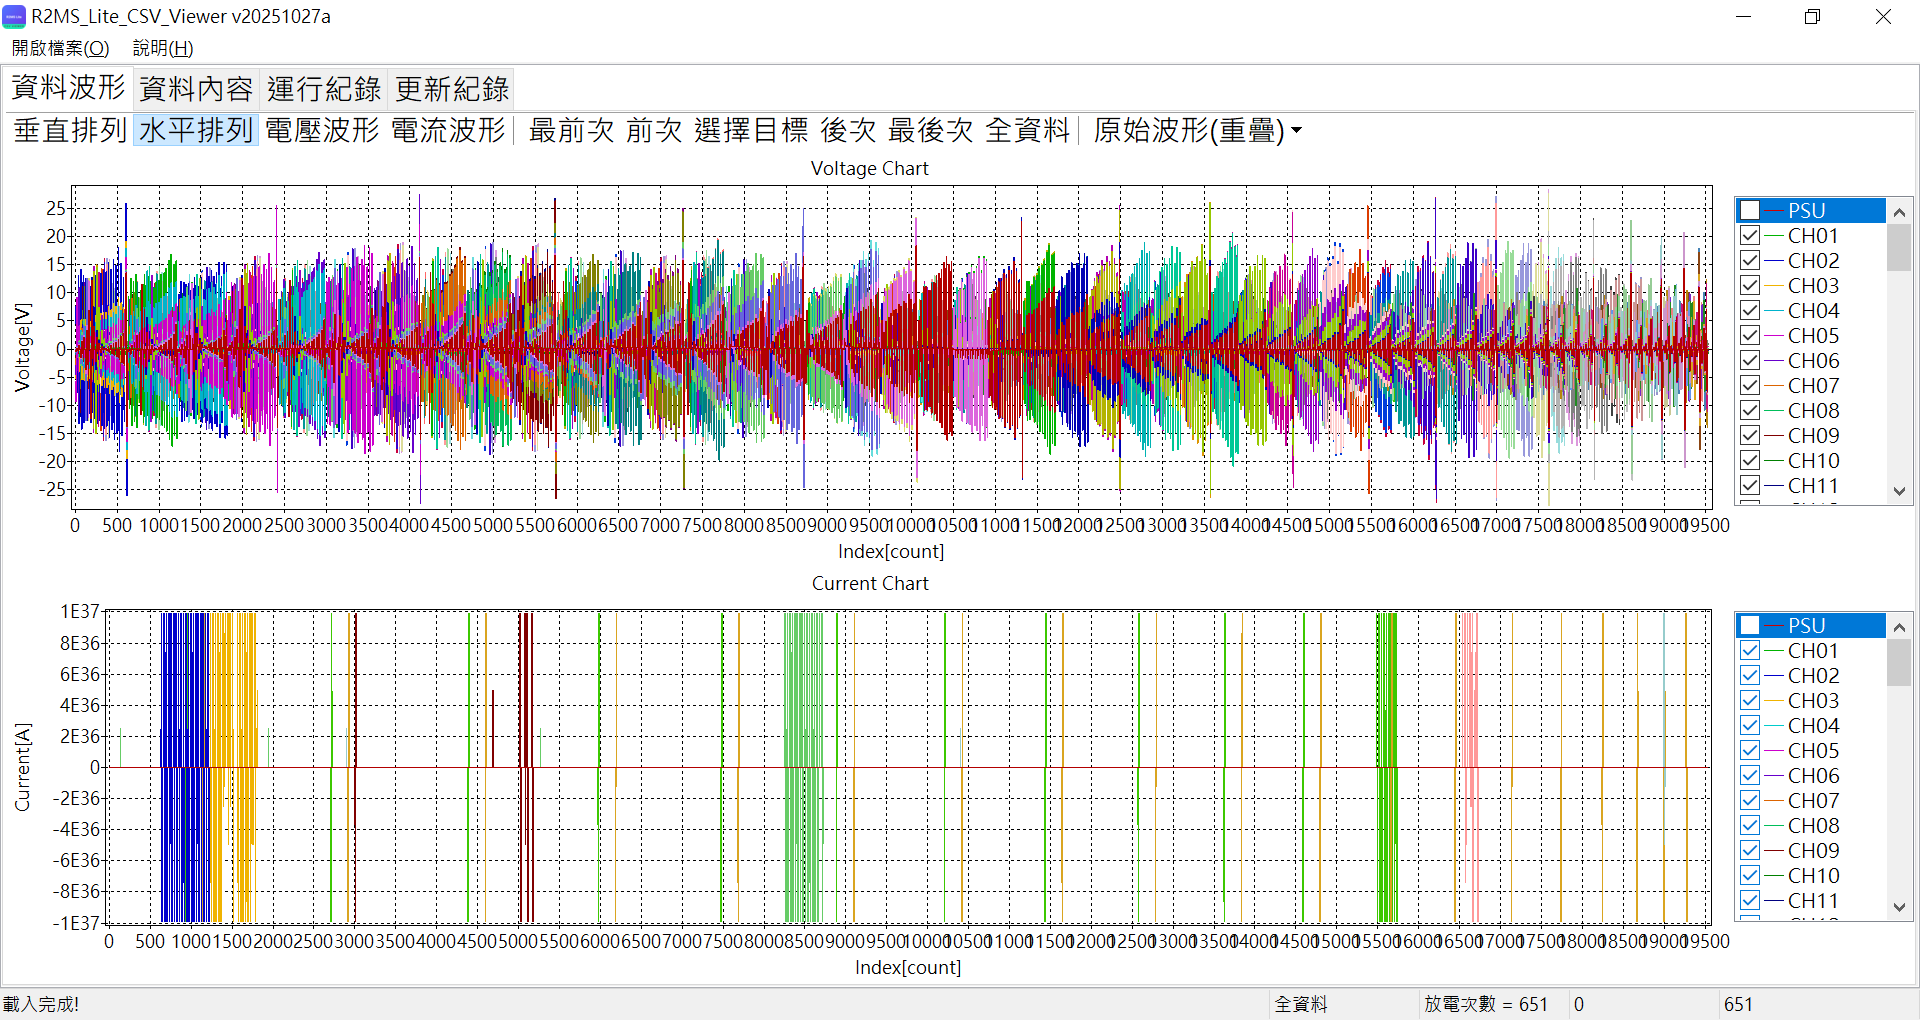 R2MS_Lite_CSV_Viewer v20251027a
開啟檔案(O) 說明(H)
資料波形 資料內容 運行紀錄 更新紀錄
垂直排列 水平排列 電壓波形 電流波形 最前次 前次 選擇目標 後次 最後次 全資料 原始波形(重疊)
Voltage Chart
Voltage[V]
25
20
15
10
5
0
-5
-10
-15
-20
-25
0 500 1000 1500 2000 2500 3000 3500 4000 4500 5000 5500 6000 6500 7000 7500 8000 8500 9000 9500 10000 10500 11000 11500 12000 12500 13000 13500 14000 14500 15000 15500 16000 16500 17000 17500 18000 18500 19000 19500
Index[count]
PSU
CH01
CH02
CH03
CH04
CH05
CH06
CH07
CH08
CH09
CH10
CH11
Current Chart
Current[A]
1E37
8E36
6E36
4E36
2E36
0
-2E36
-4E36
-6E36
-8E36
-1E37
0 500 1000 1500 2000 2500 3000 3500 4000 4500 5000 5500 6000 6500 7000 7500 8000 8500 9000 9500 10000 10500 11000 11500 12000 12500 13000 13500 14000 14500 15000 15500 16000 16500 17000 17500 18000 18500 19000 19500
Index[count]
PSU
CH01
CH02
CH03
CH04
CH05
CH06
CH07
CH08
CH09
CH10
CH11
載入完成! 全資料 放電次數 = 651 0 651